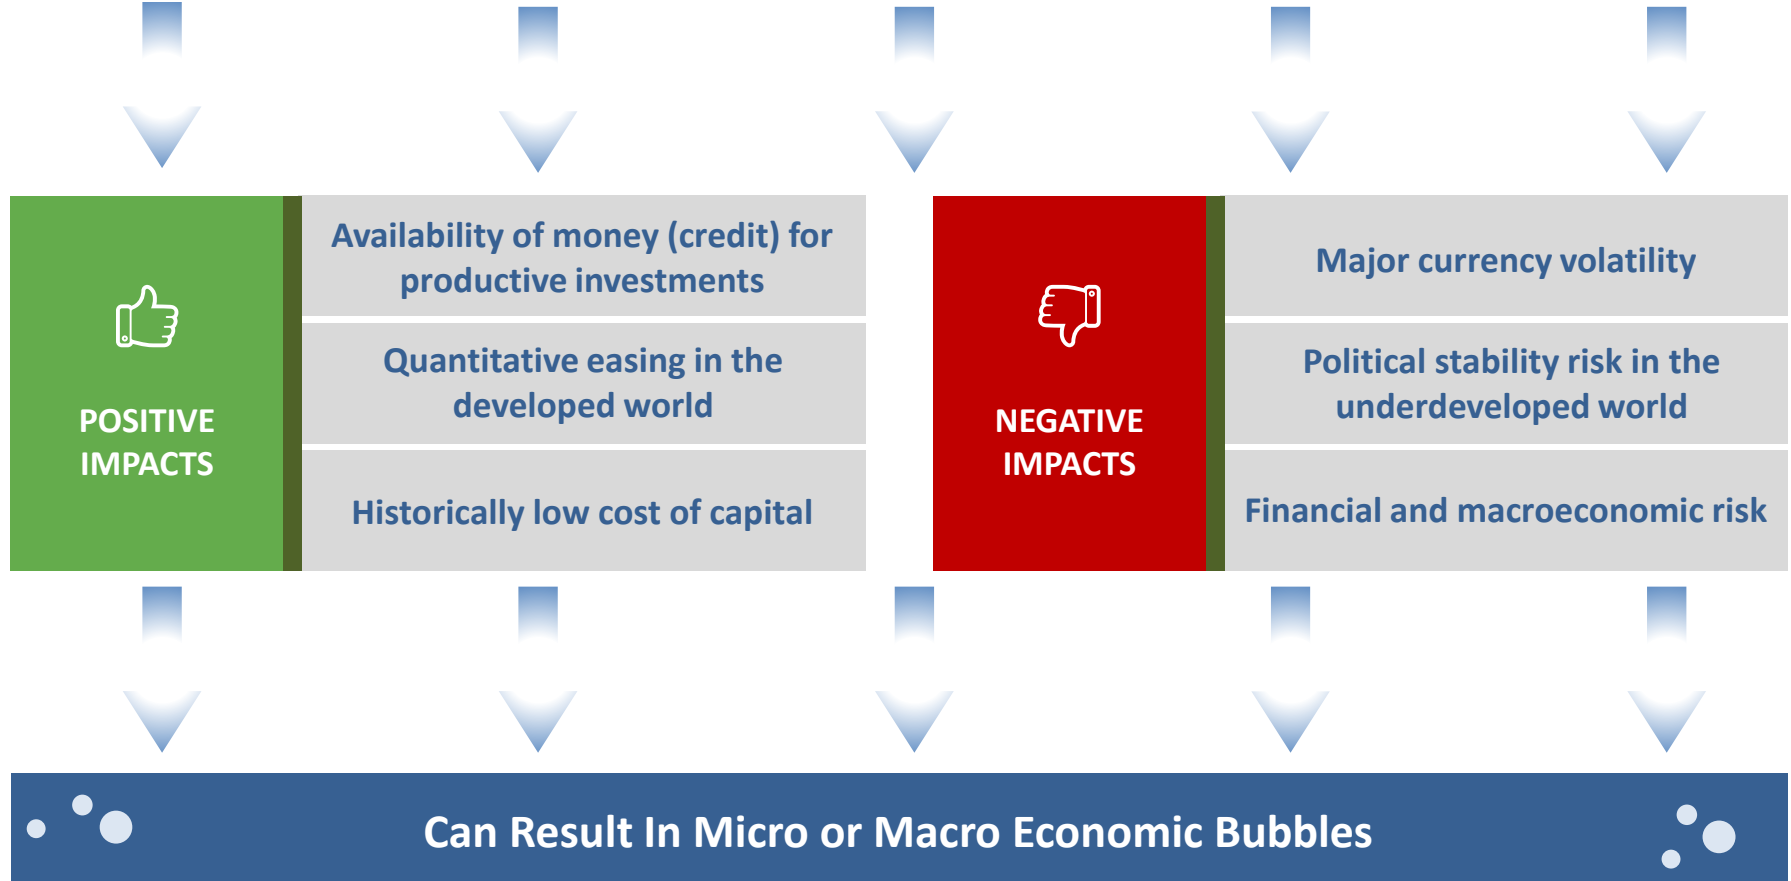 POSITIVE
IMPACTS
Availability of money (credit) for
productive investments
Quantitative easing in the
developed world
Historically low cost of capital
NEGATIVE
IMPACTS
Major currency volatility
Political stability risk in the
underdeveloped world
Financial and macroeconomic risk
Can Result In Micro or Macro Economic Bubbles